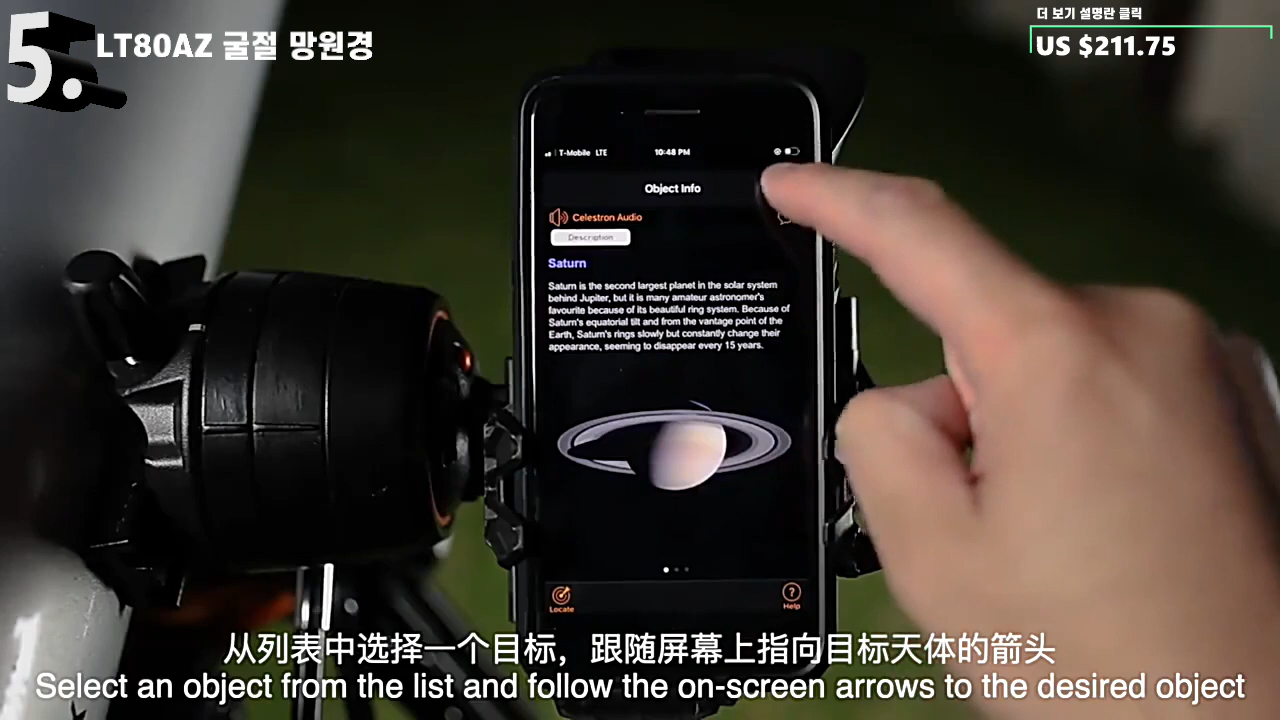 5.
LT80AZ 굴절 망원경
더 보기 설명란 클릭
US $211.75
T-Mobile LTE
10:48 PM
Object Info
Celestron Audio
Description
Saturn
Saturn is the second largest planet in the solar system
behind Jupiter, but it is many amateur astronomer's
favourite because of its beautiful ring system. Because of
Saturn's equatorial tilt and from the vantage point of the
Earth, Saturn's rings slowly but constantly change their
appearance, seeming to disappear every 15 years.
Locate
Help
从列表中选择一个目标，跟随屏幕上指向目标天体的箭头
Select an object from the list and follow the on-screen arrows to the desired object